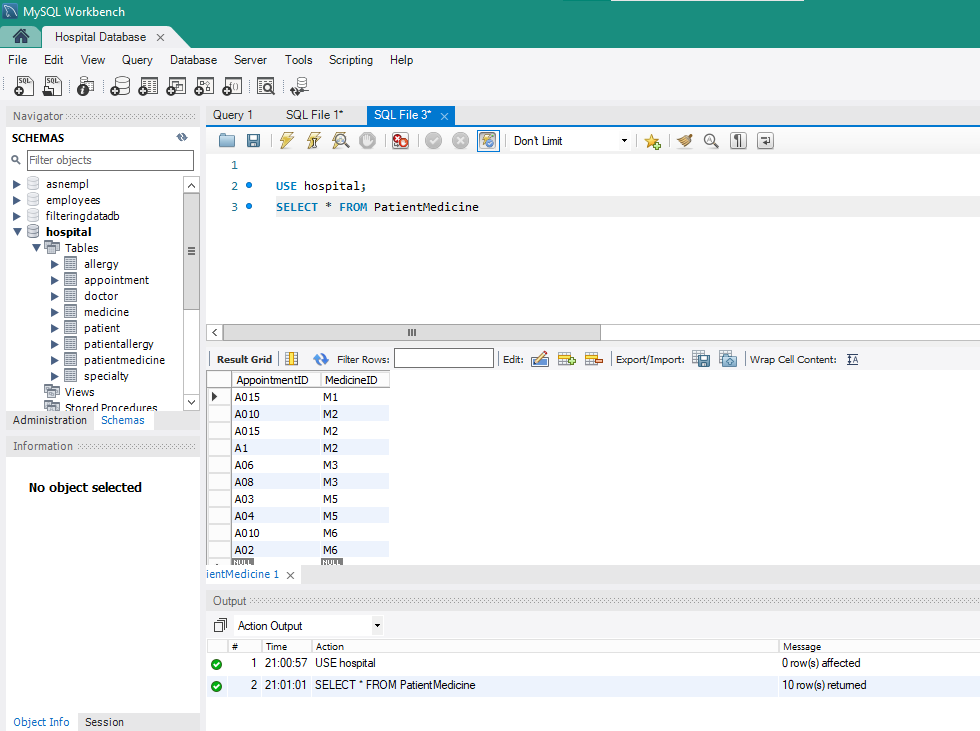 MySQL Workbench
Hospital Database
File Edit View Query Database Server Tools Scripting Help
Navigator
SCHEMAS
Filter objects
asnempl
employees
filteringdatadb
hospital
Tables
allergy
appointment
doctor
medicine
patient
patientallergy
patientmedicine
specialty
Views
Stored Procedures
Administration Schemas
Information
No object selected
Object Info Session
Query 1 SQL File 1* SQL File 3*
Don't Limit
1
2 USE hospital;
3 SELECT * FROM PatientMedicine
Result Grid Filter Rows: Edit: Export/Import: Wrap Cell Content:
AppointmentID MedicineID
A015 M1
A010 M2
A015 M2
A1 M2
A06 M3
A08 M3
A03 M5
A04 M5
A010 M6
A02 M6
NULL NULL
ientMedicine 1
Output
Action Output
# Time Action Message
1 21:00:57 USE hospital 0 row(s) affected
2 21:01:01 SELECT * FROM PatientMedicine 10 row(s) returned